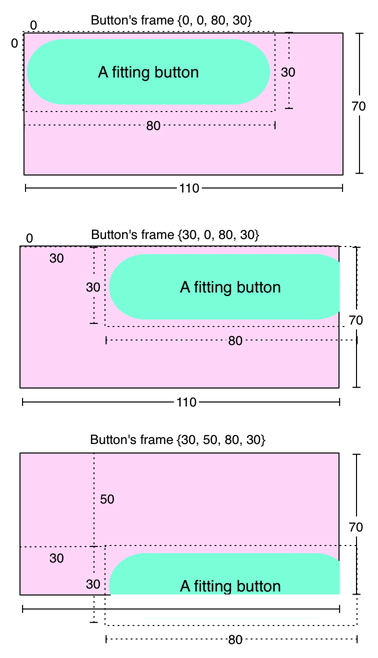 Button's frame {0, 0, 80, 30}
0
0
A fitting button
30
70
80
110
Button's frame {30, 0, 80, 30}
0
30
30
A fitting button
70
80
110
Button's frame {30, 50, 80, 30}
50
70
30
30
A fitting button
80